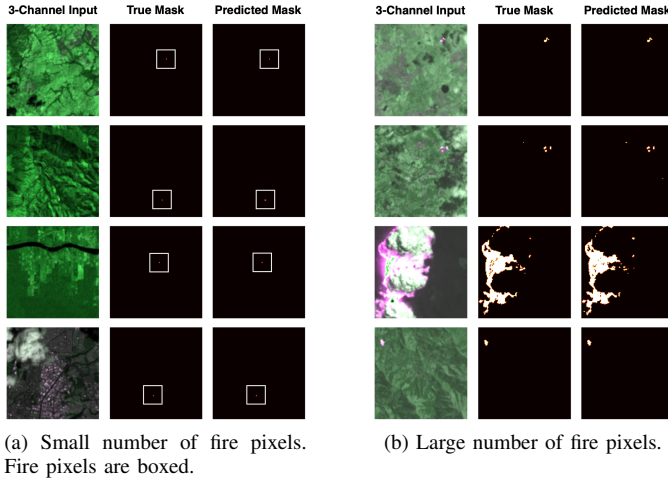 3-Channel Input True Mask Predicted Mask
3-Channel Input True Mask Predicted Mask
(a) Small number of fire pixels.
Fire pixels are boxed.
(b) Large number of fire pixels.